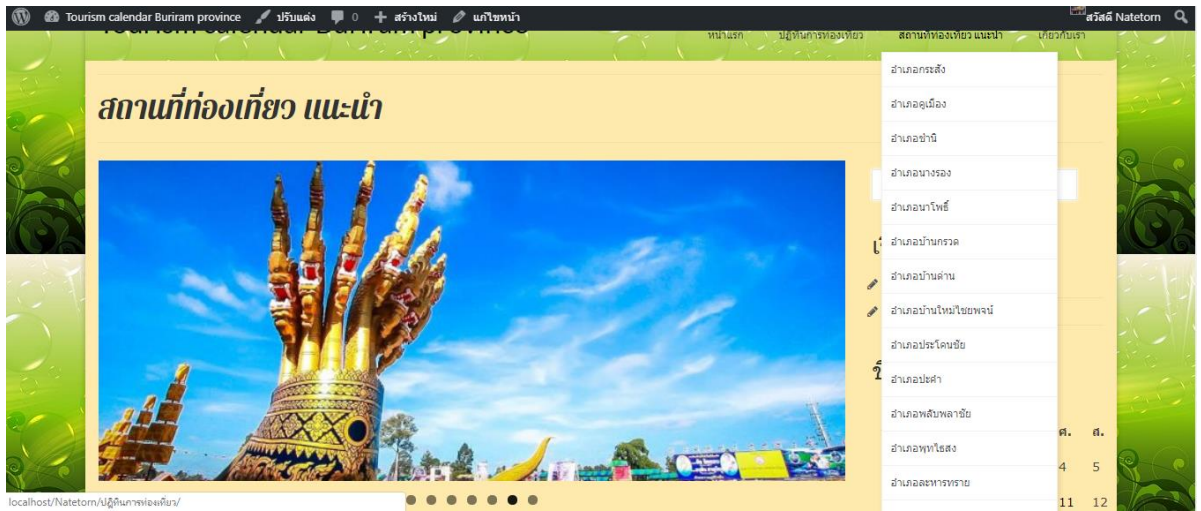 Tourism calendar Buriram province ปรับแต่ง 0 + สร้างใหม่ แก้ไขหน้า สวัสดี Natetorn
Tourism calendar Buriram province
หน้าแรก ปฏิทินการท่องเที่ยว สถานที่ท่องเที่ยว แนะนำ เกี่ยวกับเรา
สถานที่ท่องเที่ยว แนะนำ
อำเภอกระสัง
อำเภอคูเมือง
อำเภอชำนิ
อำเภอนางรอง
อำเภอนาโพธิ์
อำเภอบ้านกรวด
อำเภอบ้านด่าน
อำเภอบ้านใหม่ไชยพจน์
อำเภอประโคนชัย
อำเภอปะคำ
อำเภอพลับพลาชัย
อำเภอพุทไธสง
อำเภอละหารทราย
ศ. ส.
4 5
11 12
localhost/Natetorn/ปฏิทินการท่องเที่ยว/